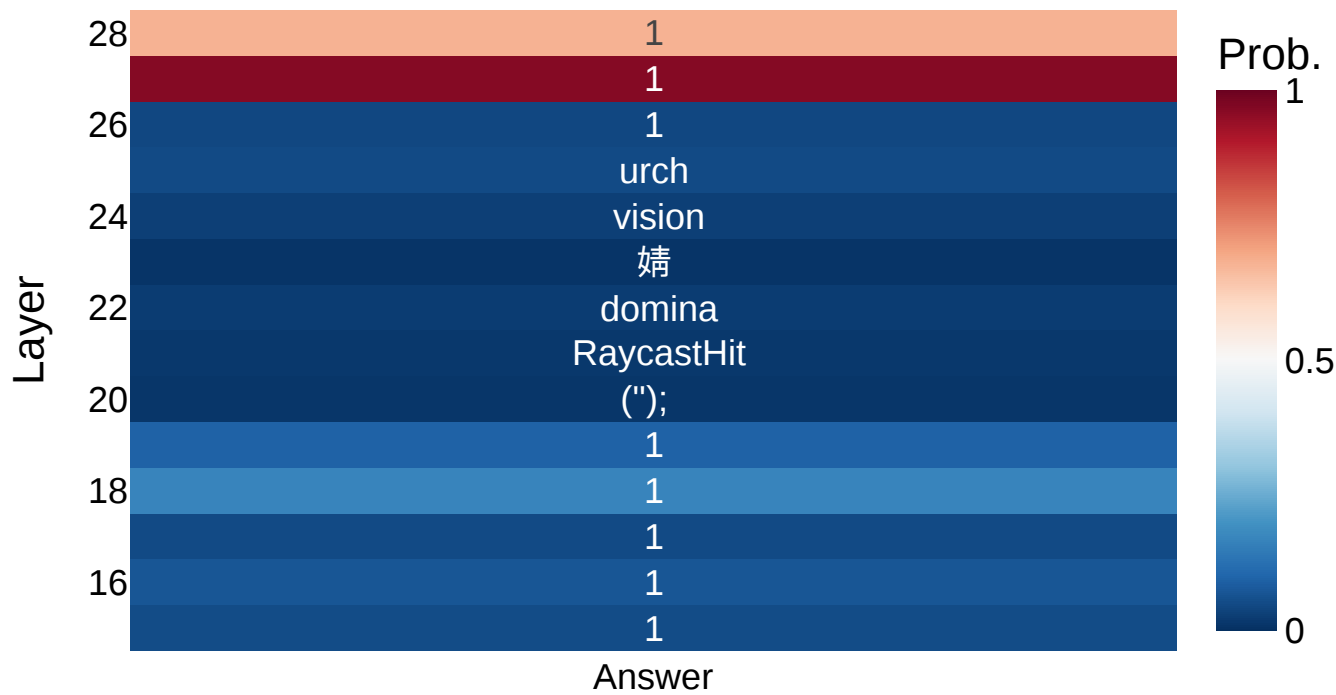 28
1
Prob.
1
1
26
1
urch
24
vision
婧
22
domina
RaycastHit
Layer
0.5
20
('');
1
18
1
1
16
1
0
1
Answer